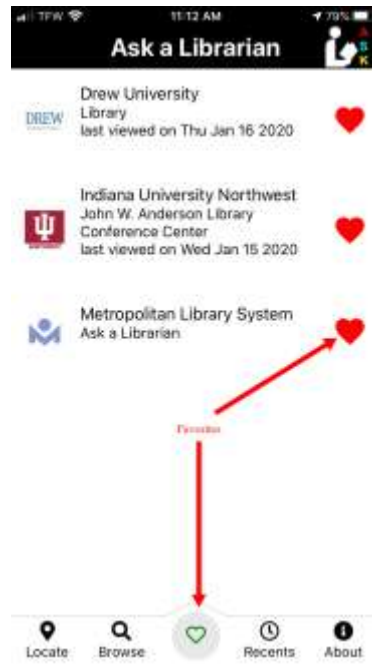 TFW 11:12 AM 79%
Ask a Librarian
A
S
K
DREW
Drew University
Library
last viewed on Thu Jan 16 2020
Indiana University Northwest
John W. Anderson Library
Conference Center
last viewed on Wed Jan 15 2020
Metropolitan Library System
Ask a Librarian
Favorites
Locate Browse Recents About